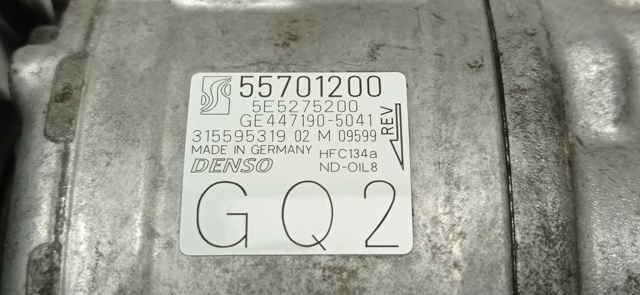 55701200
5E5275200
GE447190-5041
315595319 02 M 09599
REV
MADE IN GERMANY HFC134a
DENSO ND-OIL8
GQ2